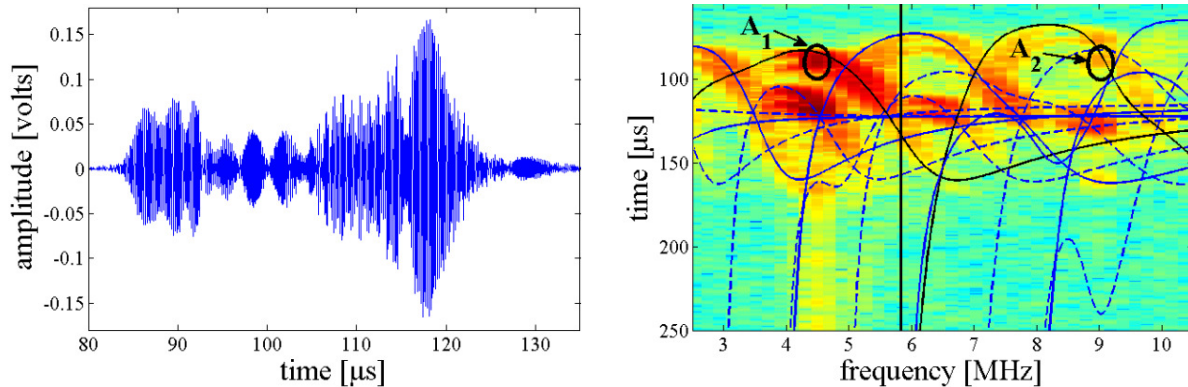 amplitude [volts]
0.15
0.1
0.05
0
-0.05
-0.1
-0.15
80 90 100 110 120 130
time [µs]
A1
A2
time [µs]
100
150
200
250
3 4 5 6 7 8 9 10
frequency [MHz]